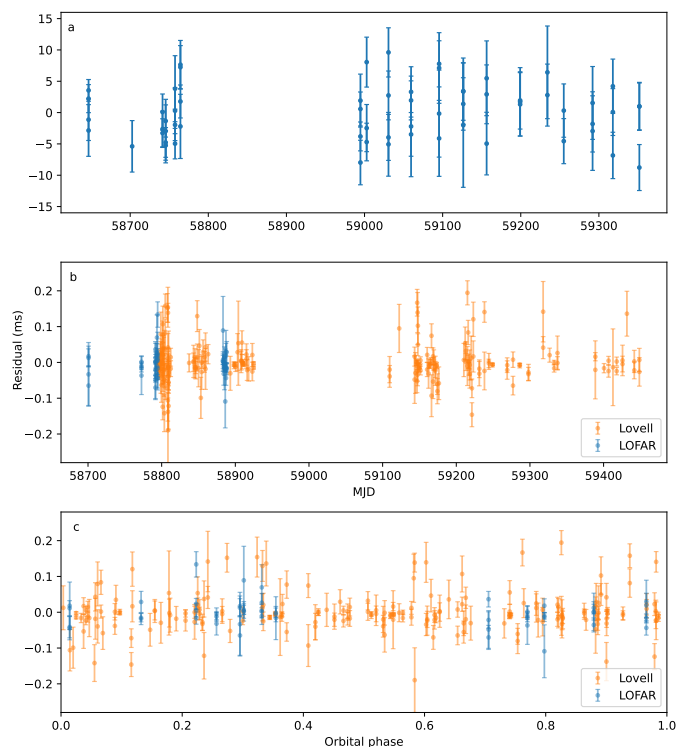 a
15
10
5
0
−5
−10
−15
58700 58800 58900 59000 59100 59200 59300
b
0.2
0.1
0.0
−0.1
−0.2
Residual (ms)
Lovell
LOFAR
58700 58800 58900 59000 59100 59200 59300 59400
MJD
c
0.2
0.1
0.0
−0.1
−0.2
Lovell
LOFAR
0.0 0.2 0.4 0.6 0.8 1.0
Orbital phase